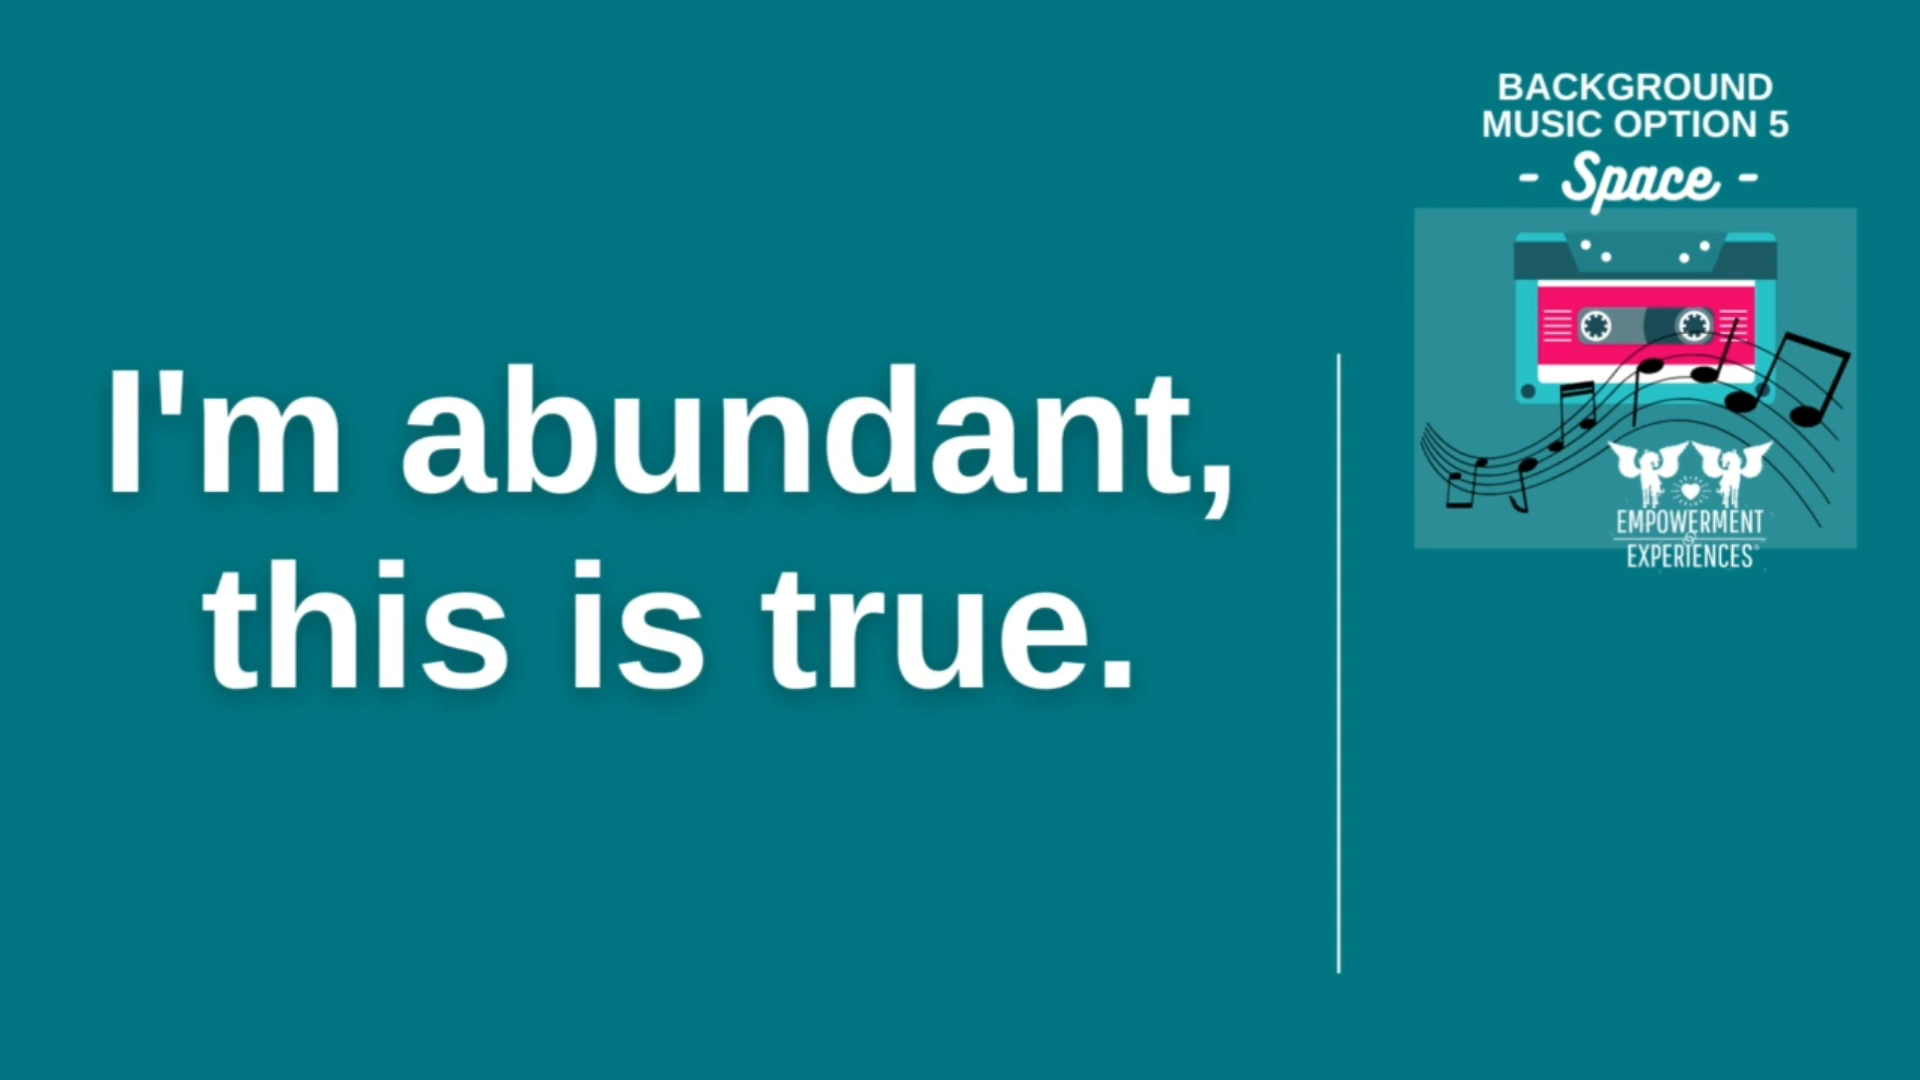 I'm abundant,
this is true.
BACKGROUND
MUSIC OPTION 5
- Space -
EMPOWERMENT
EXPERIENCES